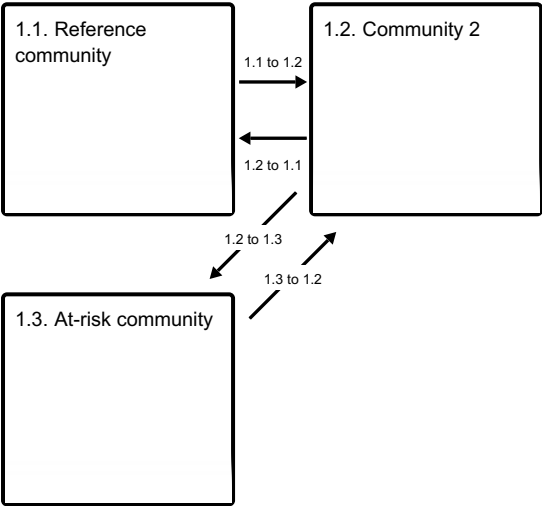 1.1. Reference
community
1.2. Community 2
1.1 to 1.2
1.2 to 1.1
1.2 to 1.3
1.3 to 1.2
1.3. At-risk community